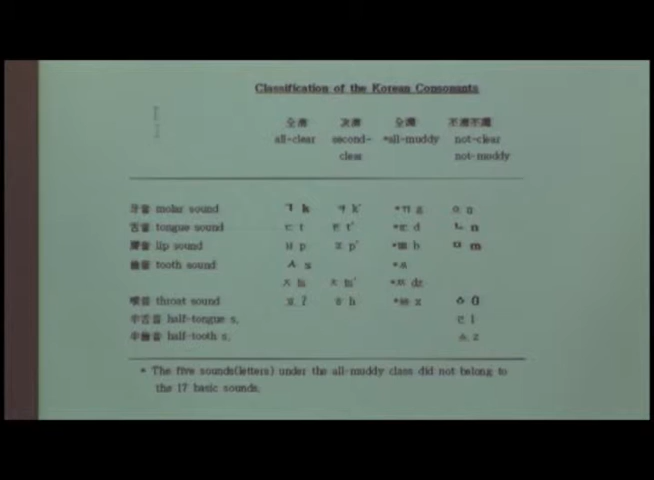 Classification of the Korean Consonants
全淸 次淸 全濁 不淸不濁
all-clear second-clear *all-muddy not-clear not-muddy
牙音 molar sound ㄱ k ㅋ k' *ㄲ g
舌音 tongue sound ㄷ t ㅌ t' *ㄸ d ㄴ n
脣音 lip sound ㅂ p ㅍ p' *ㅃ b ㅁ m
齒音 tooth sound ㅅ s *ㅆ
ㅈ ts ㅊ ts' *ㅉ dz
喉音 throat sound ㆆ ? ㅎ h *ㆅ
半舌音 half-tongue s. ㄹ l
半齒音 half-tooth s. ㅿ z
* The five sounds(letters) under the all-muddy class did not belong to
the 17 basic sounds.